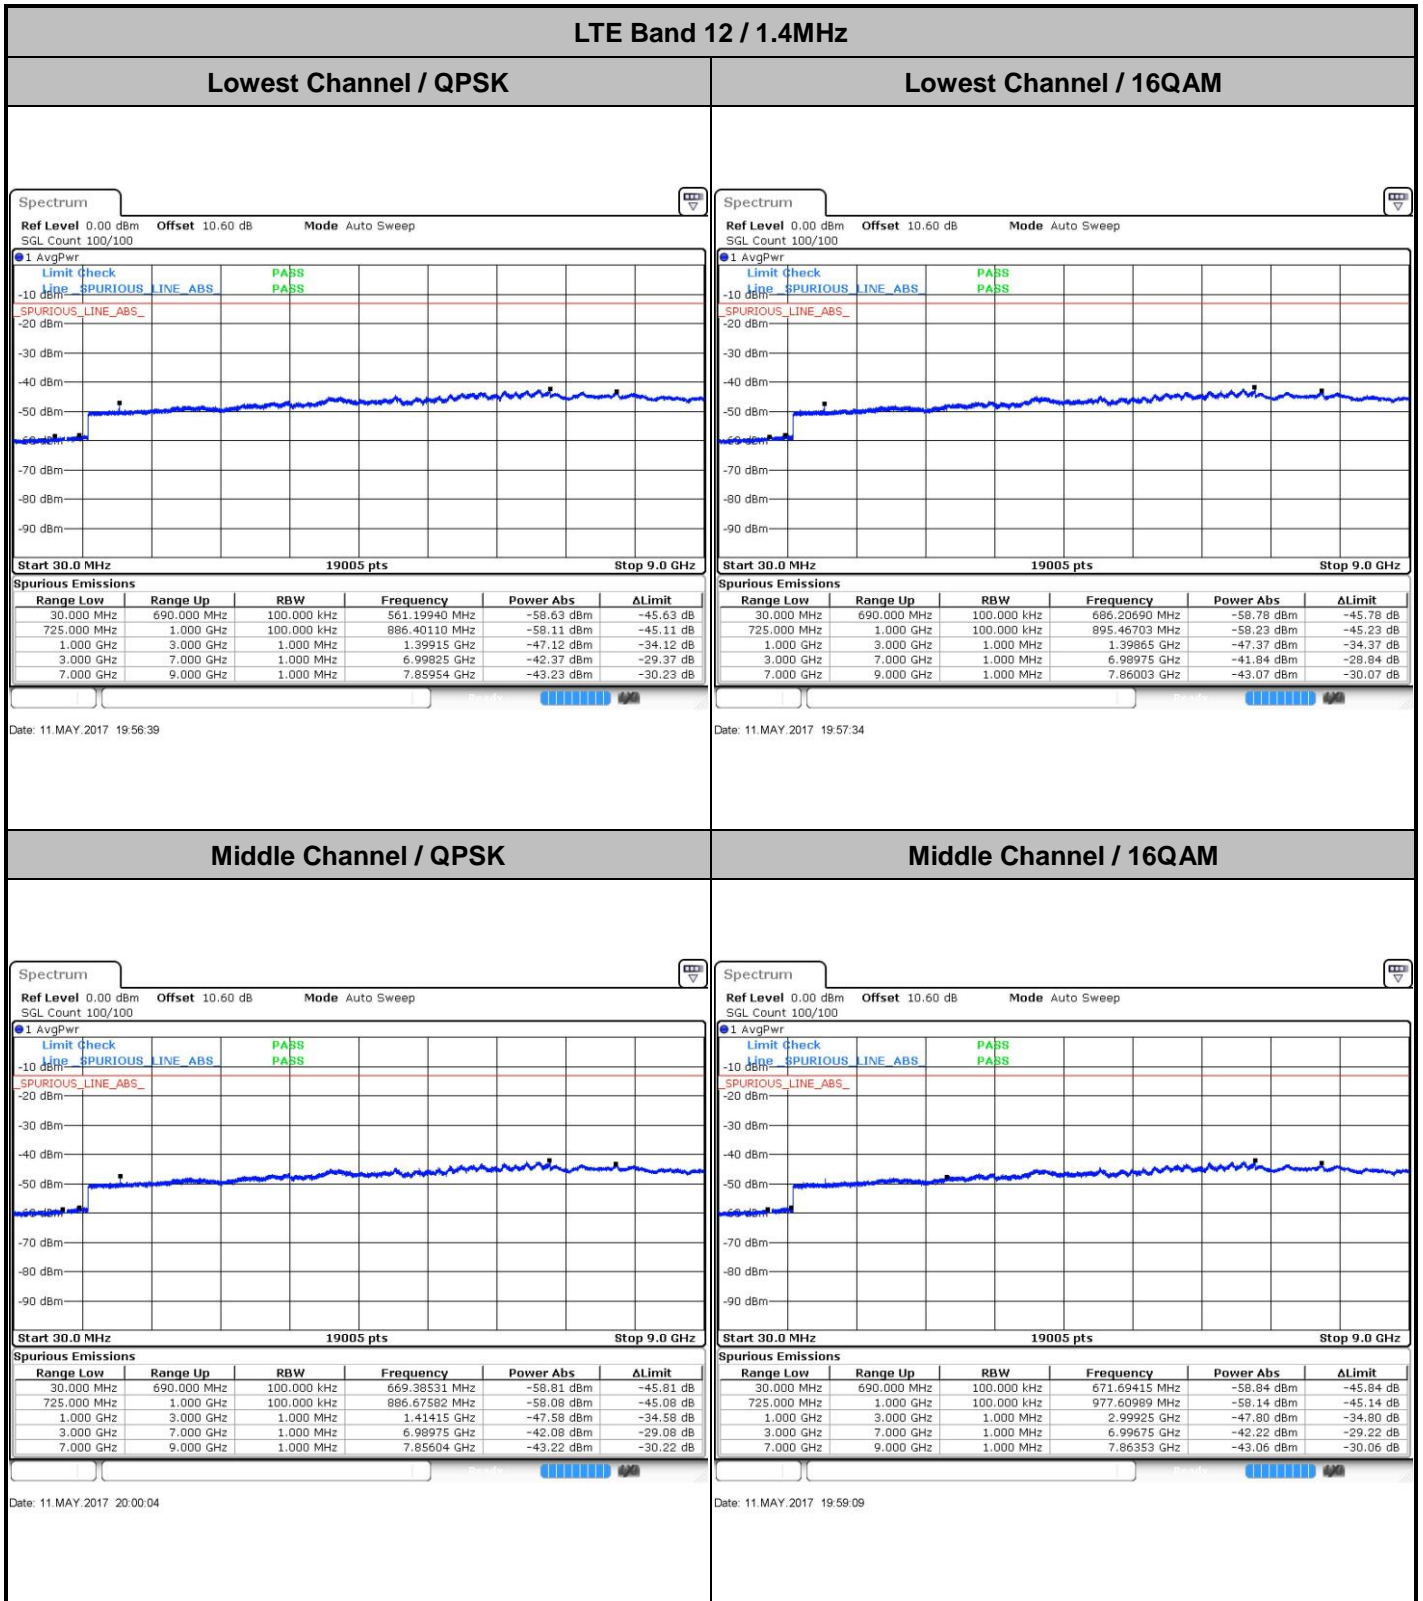 LTE Band 12 / 1.4MHz
Lowest Channel / QPSK
Lowest Channel / 16QAM
Spectrum
Ref Level 0.00 dBm Offset 10.60 dB Mode Auto Sweep
SGL Count 100/100
1 AvgPwr
Limit Check PASS
-10 dBm Line _SPURIOUS_LINE_ABS_ PASS
_SPURIOUS_LINE_ABS_
-20 dBm
-30 dBm
-40 dBm
-50 dBm
-60 dBm
-70 dBm
-80 dBm
-90 dBm
Start 30.0 MHz 19005 pts Stop 9.0 GHz
Spurious Emissions
Range Low Range Up RBW Frequency Power Abs ΔLimit
30.000 MHz 690.000 MHz 100.000 kHz 561.19940 MHz -58.63 dBm -45.63 dB
725.000 MHz 1.000 GHz 100.000 kHz 886.40110 MHz -58.11 dBm -45.11 dB
1.000 GHz 3.000 GHz 1.000 MHz 1.39915 GHz -47.12 dBm -34.12 dB
3.000 GHz 7.000 GHz 1.000 MHz 6.99825 GHz -42.37 dBm -29.37 dB
7.000 GHz 9.000 GHz 1.000 MHz 7.85954 GHz -43.23 dBm -30.23 dB
Date: 11.MAY.2017 19:56:39
Spectrum
Ref Level 0.00 dBm Offset 10.60 dB Mode Auto Sweep
SGL Count 100/100
1 AvgPwr
Limit Check PASS
-10 dBm Line _SPURIOUS_LINE_ABS_ PASS
_SPURIOUS_LINE_ABS_
-20 dBm
-30 dBm
-40 dBm
-50 dBm
-60 dBm
-70 dBm
-80 dBm
-90 dBm
Start 30.0 MHz 19005 pts Stop 9.0 GHz
Spurious Emissions
Range Low Range Up RBW Frequency Power Abs ΔLimit
30.000 MHz 690.000 MHz 100.000 kHz 686.20690 MHz -58.78 dBm -45.78 dB
725.000 MHz 1.000 GHz 100.000 kHz 895.46703 MHz -58.23 dBm -45.23 dB
1.000 GHz 3.000 GHz 1.000 MHz 1.39865 GHz -47.37 dBm -34.37 dB
3.000 GHz 7.000 GHz 1.000 MHz 6.98975 GHz -41.84 dBm -28.84 dB
7.000 GHz 9.000 GHz 1.000 MHz 7.86003 GHz -43.07 dBm -30.07 dB
Date: 11.MAY.2017 19:57:34
Middle Channel / QPSK
Middle Channel / 16QAM
Spectrum
Ref Level 0.00 dBm Offset 10.60 dB Mode Auto Sweep
SGL Count 100/100
1 AvgPwr
Limit Check PASS
-10 dBm Line _SPURIOUS_LINE_ABS_ PASS
_SPURIOUS_LINE_ABS_
-20 dBm
-30 dBm
-40 dBm
-50 dBm
-60 dBm
-70 dBm
-80 dBm
-90 dBm
Start 30.0 MHz 19005 pts Stop 9.0 GHz
Spurious Emissions
Range Low Range Up RBW Frequency Power Abs ΔLimit
30.000 MHz 690.000 MHz 100.000 kHz 669.38531 MHz -58.81 dBm -45.81 dB
725.000 MHz 1.000 GHz 100.000 kHz 886.67582 MHz -58.08 dBm -45.08 dB
1.000 GHz 3.000 GHz 1.000 MHz 1.41415 GHz -47.58 dBm -34.58 dB
3.000 GHz 7.000 GHz 1.000 MHz 6.98975 GHz -42.08 dBm -29.08 dB
7.000 GHz 9.000 GHz 1.000 MHz 7.85604 GHz -43.22 dBm -30.22 dB
Date: 11.MAY.2017 20:00:04
Spectrum
Ref Level 0.00 dBm Offset 10.60 dB Mode Auto Sweep
SGL Count 100/100
1 AvgPwr
Limit Check PASS
-10 dBm Line _SPURIOUS_LINE_ABS_ PASS
_SPURIOUS_LINE_ABS_
-20 dBm
-30 dBm
-40 dBm
-50 dBm
-60 dBm
-70 dBm
-80 dBm
-90 dBm
Start 30.0 MHz 19005 pts Stop 9.0 GHz
Spurious Emissions
Range Low Range Up RBW Frequency Power Abs ΔLimit
30.000 MHz 690.000 MHz 100.000 kHz 671.69415 MHz -58.84 dBm -45.84 dB
725.000 MHz 1.000 GHz 100.000 kHz 977.60989 MHz -58.14 dBm -45.14 dB
1.000 GHz 3.000 GHz 1.000 MHz 2.99925 GHz -47.80 dBm -34.80 dB
3.000 GHz 7.000 GHz 1.000 MHz 6.99675 GHz -42.22 dBm -29.22 dB
7.000 GHz 9.000 GHz 1.000 MHz 7.86353 GHz -43.06 dBm -30.06 dB
Date: 11.MAY.2017 19:59:09